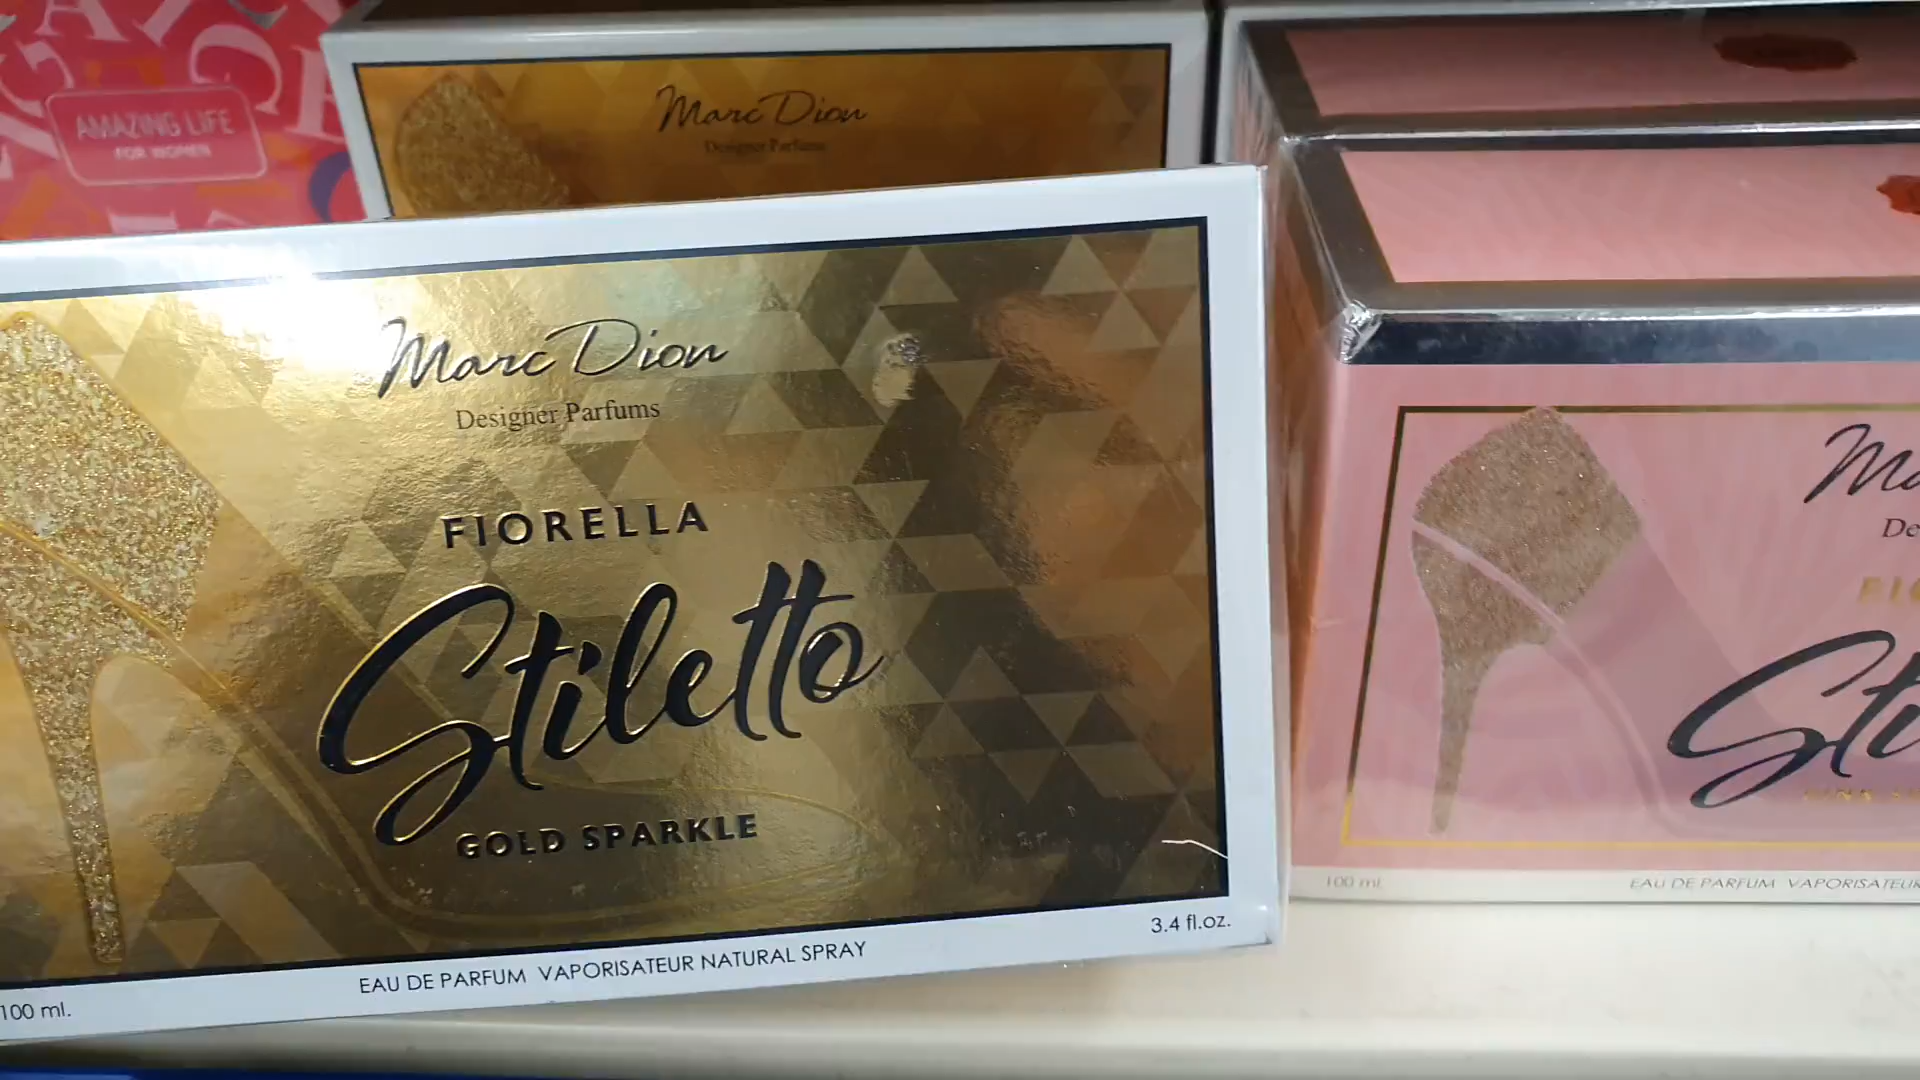 AMAZING LIFE
FOR WOMEN
Marc Dion
Designer Parfums
Marc Dion
Designer Parfums
FIORELLA
Stiletto
GOLD SPARKLE
100 ml.
EAU DE PARFUM VAPORISATEUR NATURAL SPRAY
3.4 fl.oz.
100 ml.
EAU DE PARFUM VAPORISATEUR